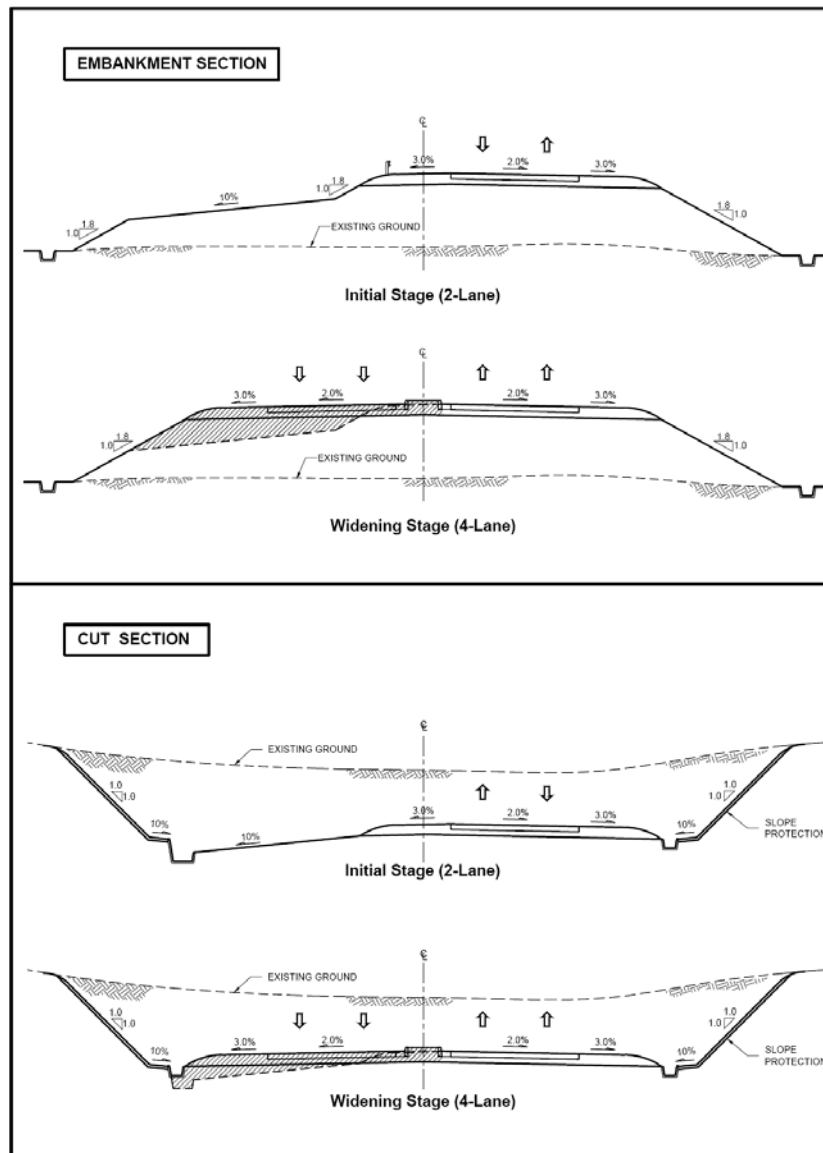 EMBANKMENT SECTION
℄
3.0% 2.0% 3.0%
1.8
1.0
10%
1.8
1.0
1.8
1.0
EXISTING GROUND
Initial Stage (2-Lane)
℄
3.0% 2.0% 2.0% 3.0%
1.8
1.0
1.8
1.0
EXISTING GROUND
Widening Stage (4-Lane)
CUT SECTION
℄
EXISTING GROUND
1.0
1.0
1.0
1.0
3.0% 2.0% 3.0%
10% 10% 10%
SLOPE
PROTECTION
Initial Stage (2-Lane)
℄
EXISTING GROUND
1.0
1.0
1.0
1.0
3.0% 2.0% 2.0% 3.0%
10% 10%
SLOPE
PROTECTION
Widening Stage (4-Lane)